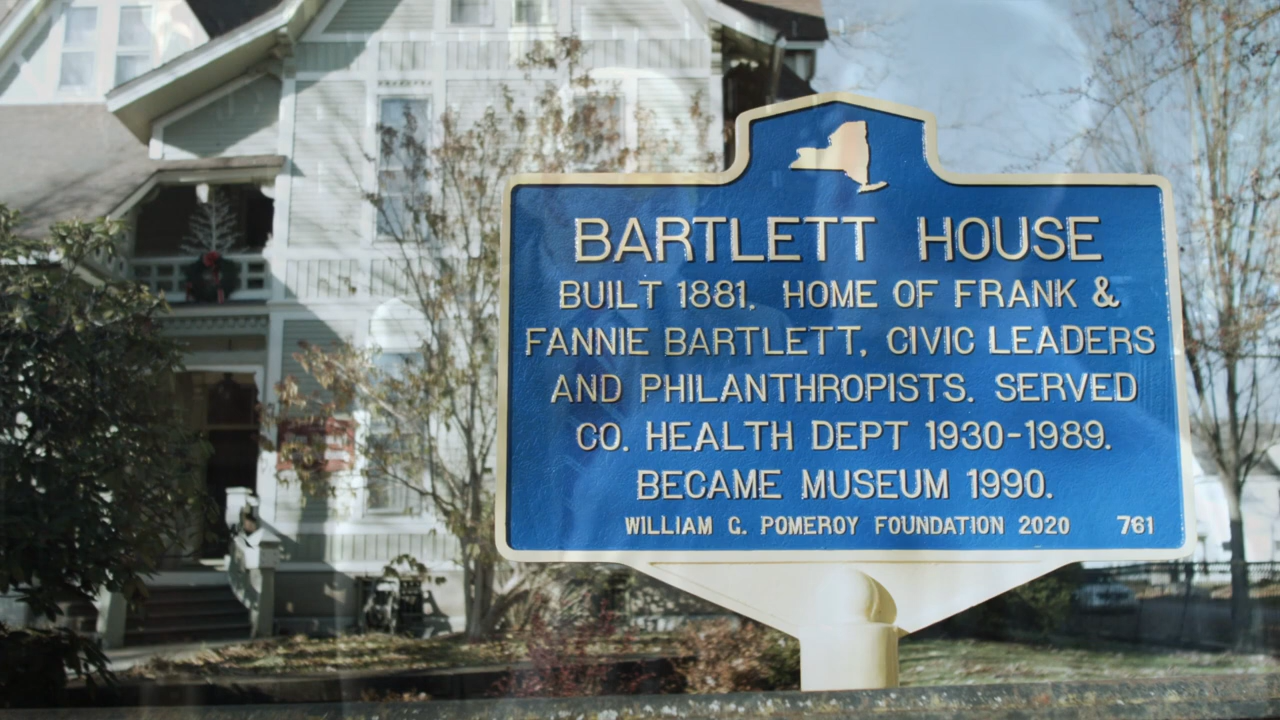 BARTLETT HOUSE
BUILT 1881. HOME OF FRANK &
FANNIE BARTLETT, CIVIC LEADERS
AND PHILANTHROPISTS. SERVED
CO. HEALTH DEPT 1930-1989.
BECAME MUSEUM 1990.
WILLIAM G. POMEROY FOUNDATION 2020 761